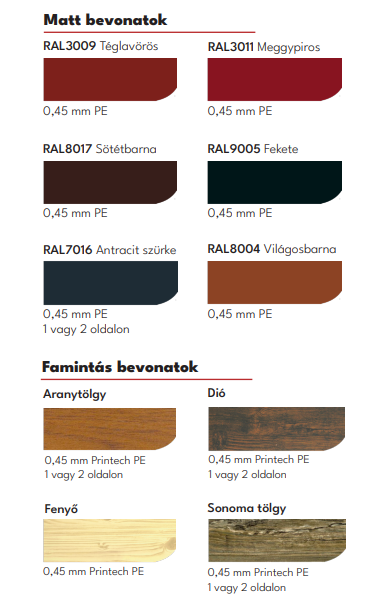 Matt bevonatok
RAL3009 Téglavörös
0,45 mm PE
RAL3011 Meggypiros
0,45 mm PE
RAL8017 Sötétbarna
0,45 mm PE
RAL9005 Fekete
0,45 mm PE
RAL7016 Antracit szürke
0,45 mm PE
1 vagy 2 oldalon
RAL8004 Világosbarna
0,45 mm PE
Famintás bevonatok
Aranytölgy
0,45 mm Printech PE
1 vagy 2 oldalon
Dió
0,45 mm Printech PE
1 vagy 2 oldalon
Fenyő
0,45 mm Printech PE
Sonoma tölgy
0,45 mm Printech PE
1 vagy 2 oldalon